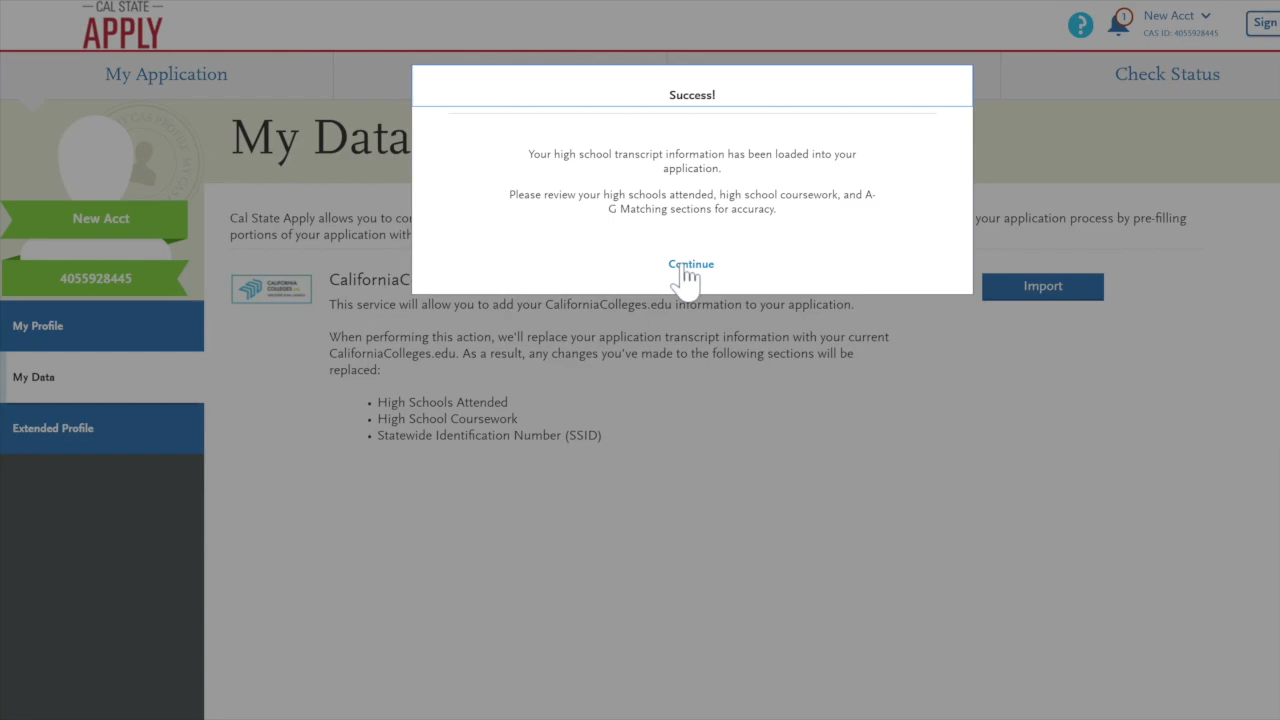 CAL STATE
APPLY
?
1
New Acct
CAS ID: 4055928445
Sign
My Application
Check Status
Success!
Your high school transcript information has been loaded into your
application.
Please review your high schools attended, high school coursework, and A-
G Matching sections for accuracy.
Continue
My Data
New Acct
4055928445
My Profile
My Data
Extended Profile
Cal State Apply allows you to co
your application process by pre-filling
portions of your application with
CALIFORNIA
COLLEGES
CaliforniaC
Import
This service will allow you to add your CaliforniaColleges.edu information to your application.
When performing this action, we'll replace your application transcript information with your current
CaliforniaColleges.edu. As a result, any changes you've made to the following sections will be
replaced:
• High Schools Attended
• High School Coursework
• Statewide Identification Number (SSID)